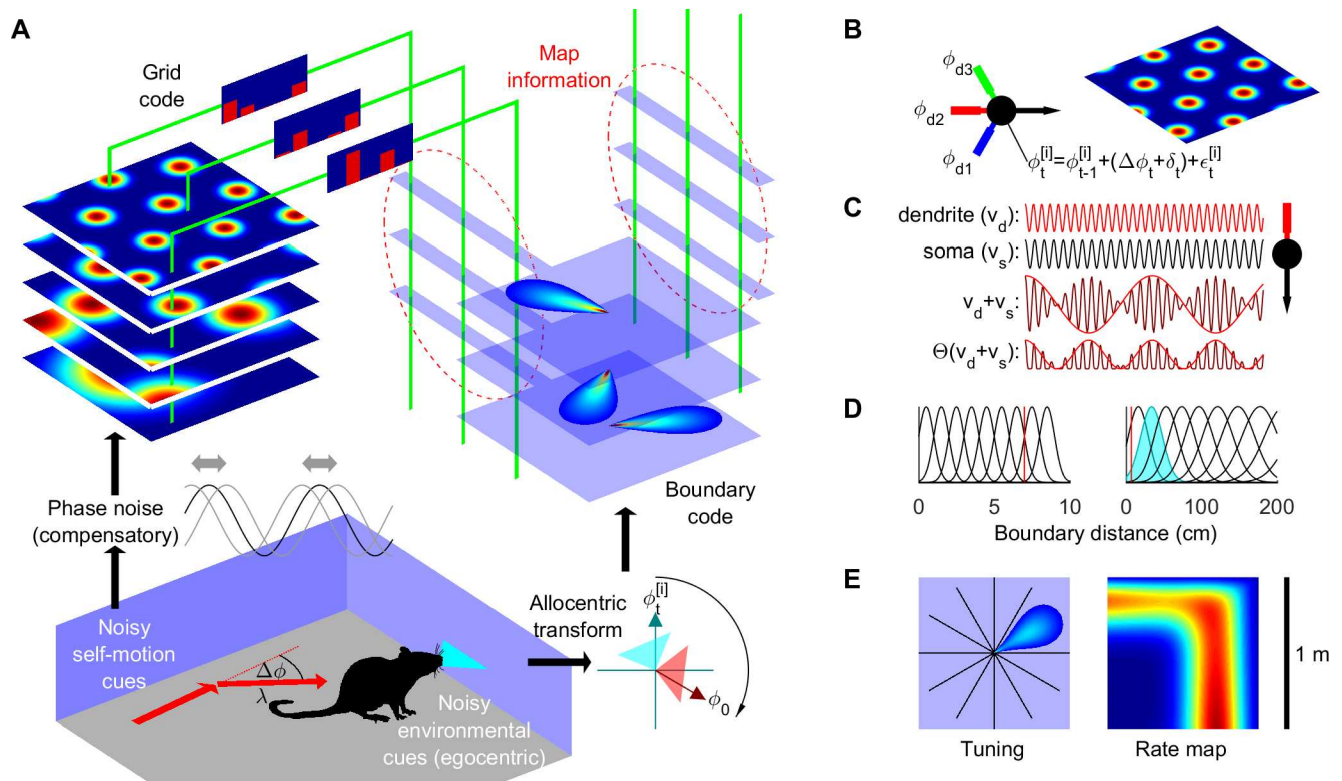 A
Grid
code
Map
information
Phase noise
(compensatory)
Noisy
self-motion
cues
Δϕ
λ
Noisy
environmental
cues (egocentric)
Allocentric
transform
ϕ_t^[i]
ϕ_0
Boundary
code
B
ϕ_d3
ϕ_d2
ϕ_d1
ϕ_t^[i]=ϕ_t-1^[i]+(Δϕ_t+δ_t)+ϵ_t^[i]
C
dendrite (v_d):
soma (v_s):
v_d+v_s:
Θ(v_d+v_s):
D
0 5 10 0 100 200
Boundary distance (cm)
E
1 m
Tuning Rate map